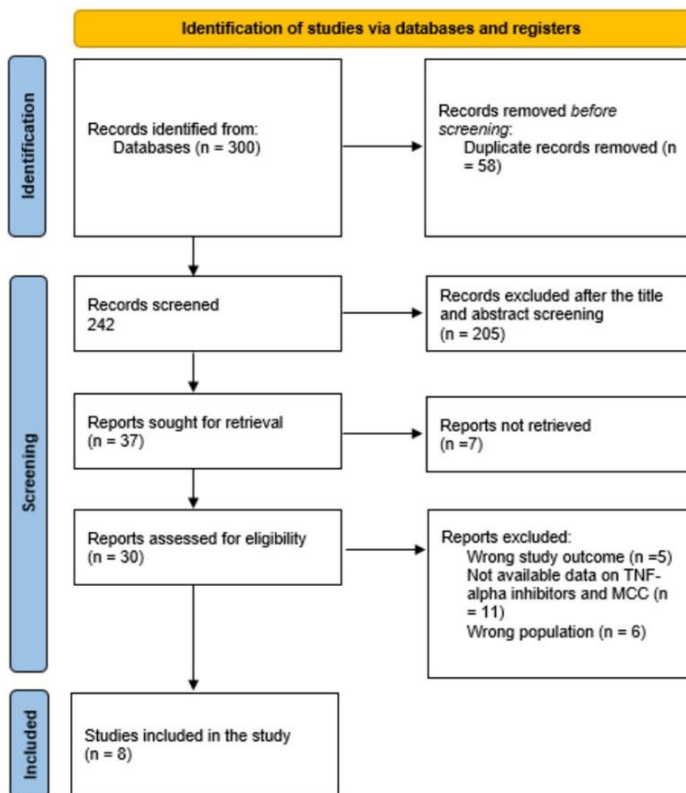 Identification of studies via databases and registers
Identification
Records identified from:
Databases (n = 300)
Records removed before
screening:
Duplicate records removed (n
= 58)
Screening
Records screened
242
Records excluded after the title
and abstract screening
(n = 205)
Reports sought for retrieval
(n = 37)
Reports not retrieved
(n =7)
Reports assessed for eligibility
(n = 30)
Reports excluded:
Wrong study outcome (n =5)
Not available data on TNF-
alpha inhibitors and MCC (n
= 11)
Wrong population (n = 6)
Included
Studies included in the study
(n = 8)